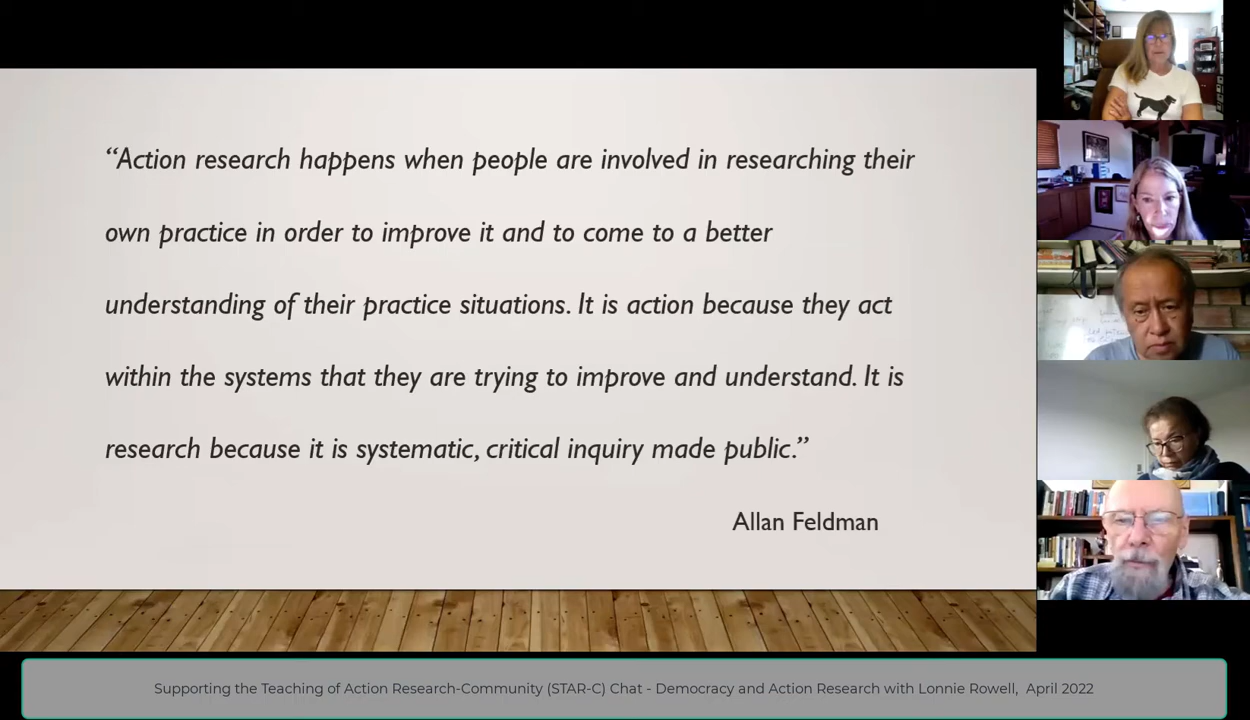 “Action research happens when people are involved in researching their
own practice in order to improve it and to come to a better
understanding of their practice situations. It is action because they act
within the systems that they are trying to improve and understand. It is
research because it is systematic, critical inquiry made public.”
Allan Feldman
Supporting the Teaching of Action Research-Community (STAR-C) Chat - Democracy and Action Research with Lonnie Rowell, April 2022